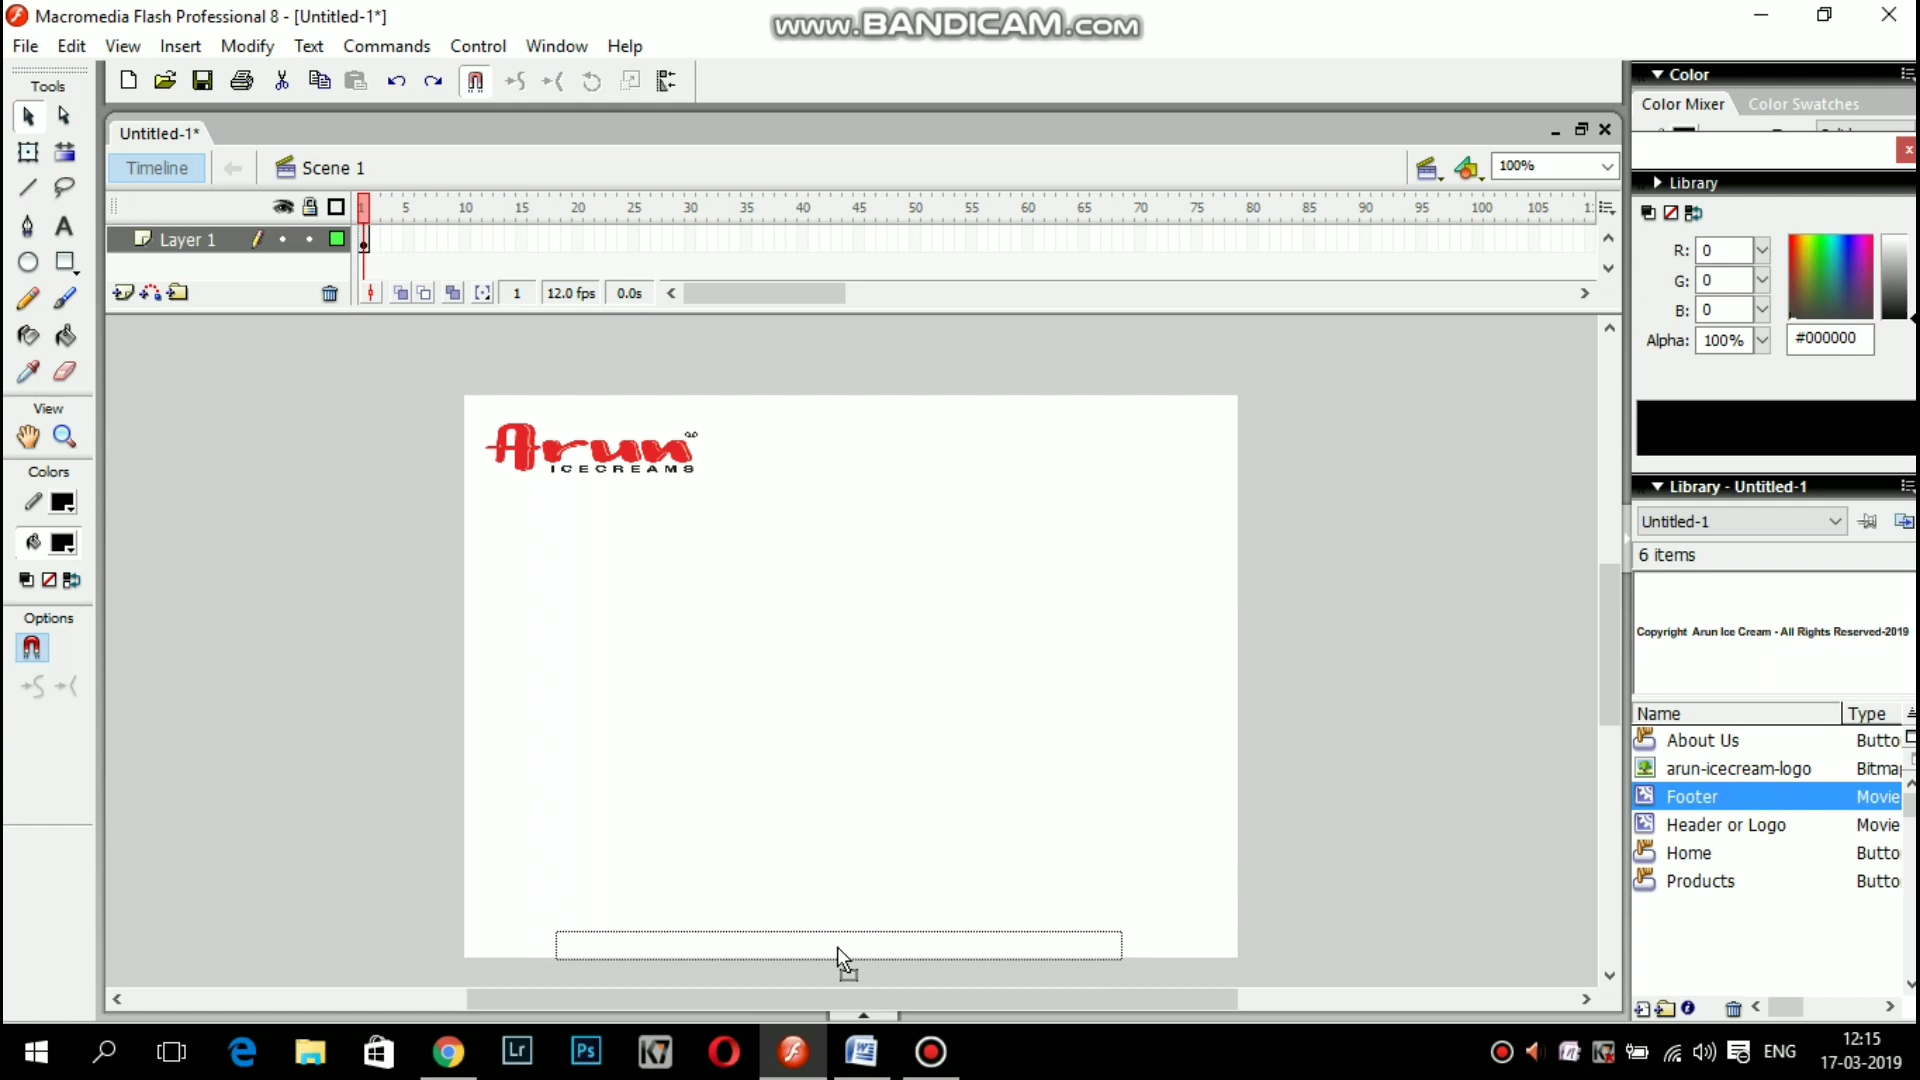 Macromedia Flash Professional 8 - [Untitled-1*]
www.BANDICAM.com
File Edit View Insert Modify Text Commands Control Window Help
Tools
Color
Color Mixer Color Swatches
Untitled-1*
Timeline
Scene 1
100%
Library
1 5 10 15 20 25 30 35 40 45 50 55 60 65 70 75 80 85 90 95 100 105
Layer 1
R: 0
G: 0
B: 0
Alpha: 100% #000000
1 12.0 fps 0.0s
View
Colors
Options
Arun
ICECREAMS
Library - Untitled-1
Untitled-1
6 items
Copyright Arun Ice Cream - All Rights Reserved-2019
Name Type
About Us Butto
arun-icecream-logo Bitma
Footer Movie
Header or Logo Movie
Home Butto
Products Butto
Lr Ps K7
ENG
12:15
17-03-2019